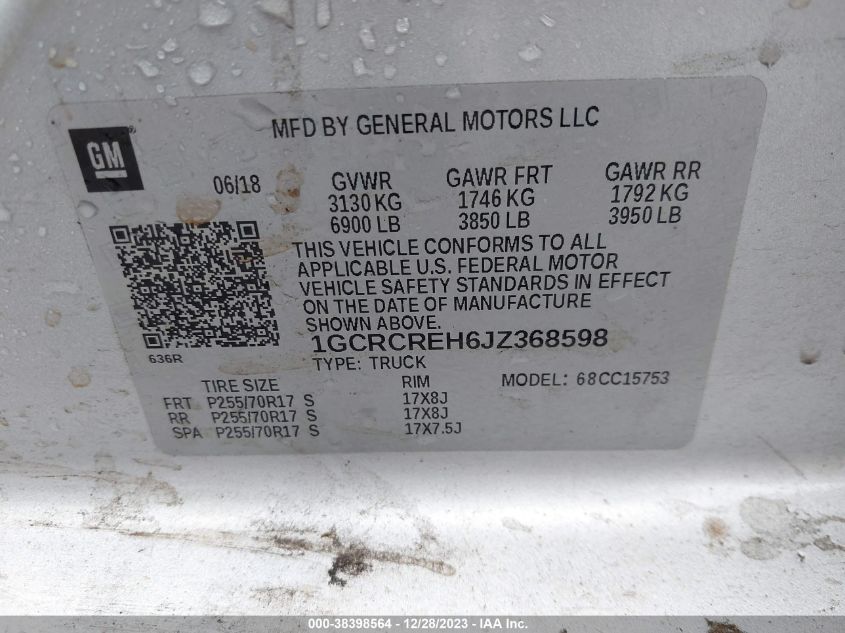 MFD BY GENERAL MOTORS LLC
GM
06/18
GVWR GAWR FRT GAWR RR
3130 KG 1746 KG 1792 KG
6900 LB 3850 LB 3950 LB
THIS VEHICLE CONFORMS TO ALL
APPLICABLE U.S. FEDERAL MOTOR
VEHICLE SAFETY STANDARDS IN EFFECT
ON THE DATE OF MANUFACTURE
SHOWN ABOVE.
636R
1GCRCREH6JZ368598
TYPE: TRUCK
MODEL: 68CC15753
TIRE SIZE RIM
FRT P255/70R17 S 17X8J
RR P255/70R17 S 17X8J
SPA P255/70R17 S 17X7.5J
000-38398564 - 12/28/2023 - IAA Inc.